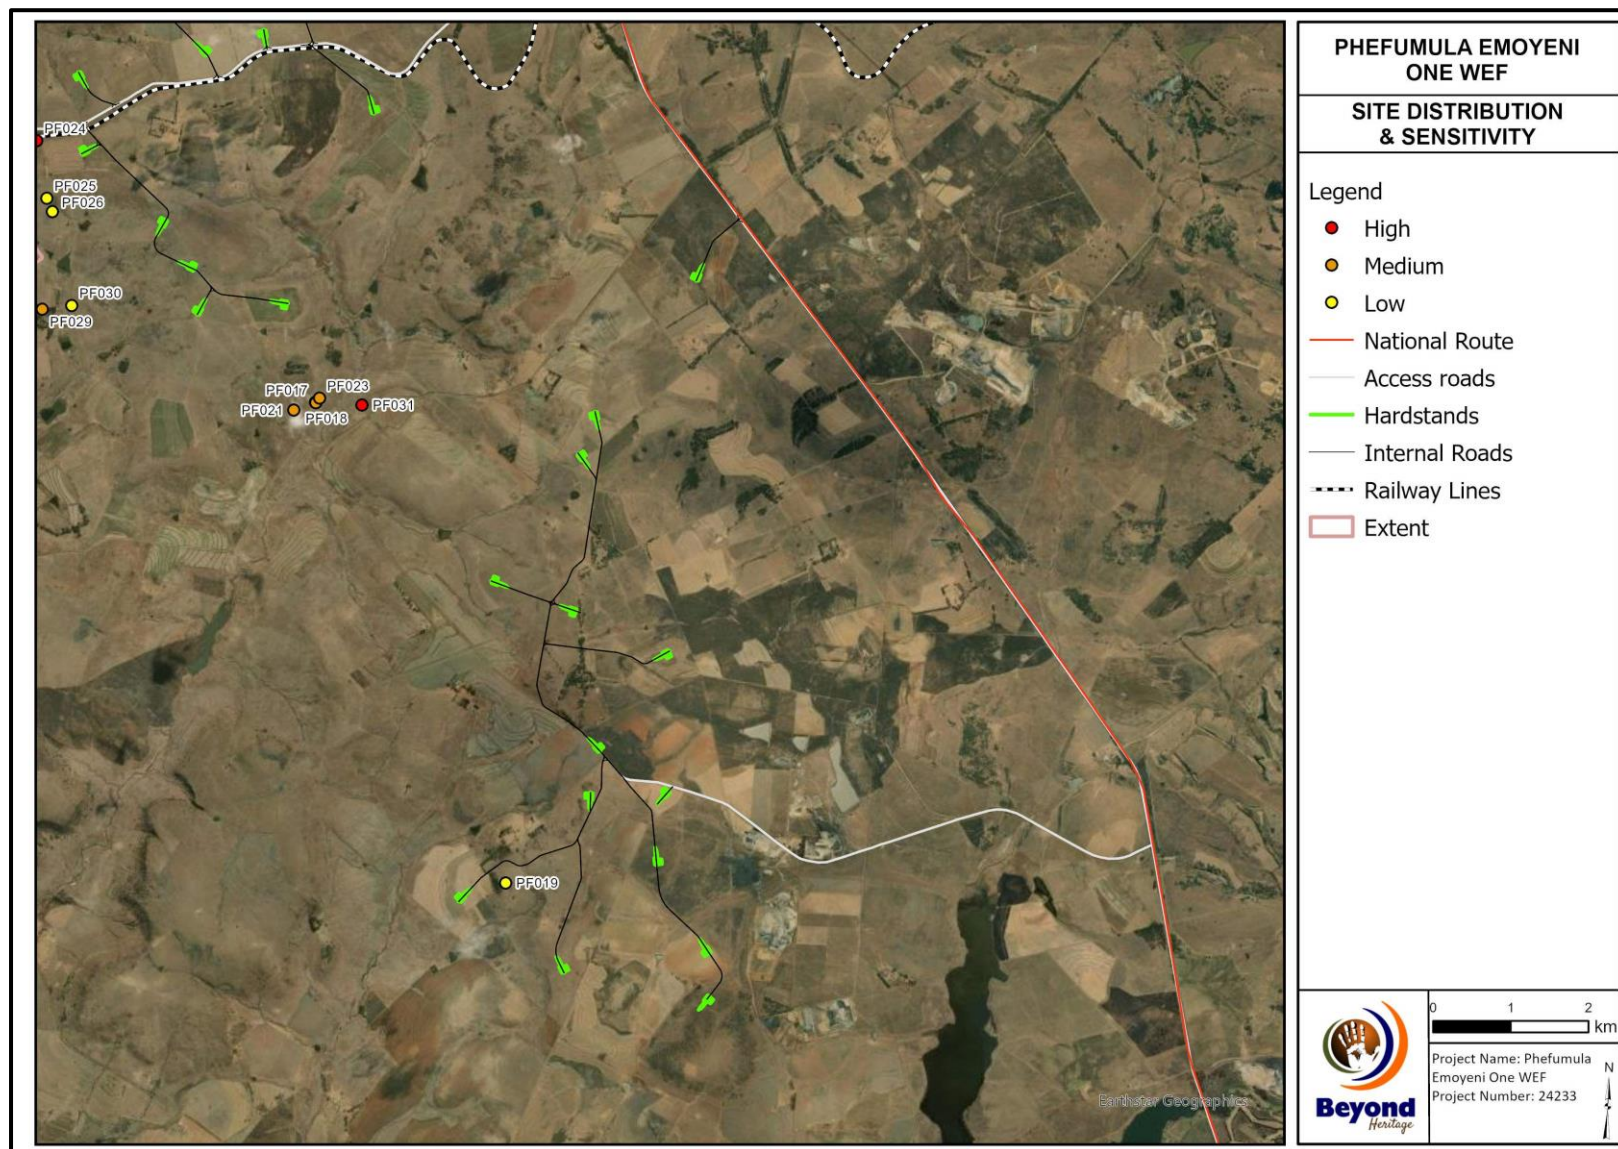 PHEFUMULA EMOYENI
ONE WEF
SITE DISTRIBUTION
& SENSITIVITY
Legend
High
Medium
Low
National Route
Access roads
Hardstands
Internal Roads
Railway Lines
Extent
PF024
PF025
PF026
PF030
PF029
PF017
PF023
PF021
PF018
PF031
PF019
Earthstar Geographics
0 1 2
km
Project Name: Phefumula
Emoyeni One WEF
Project Number: 24233
N
Beyond
Heritage